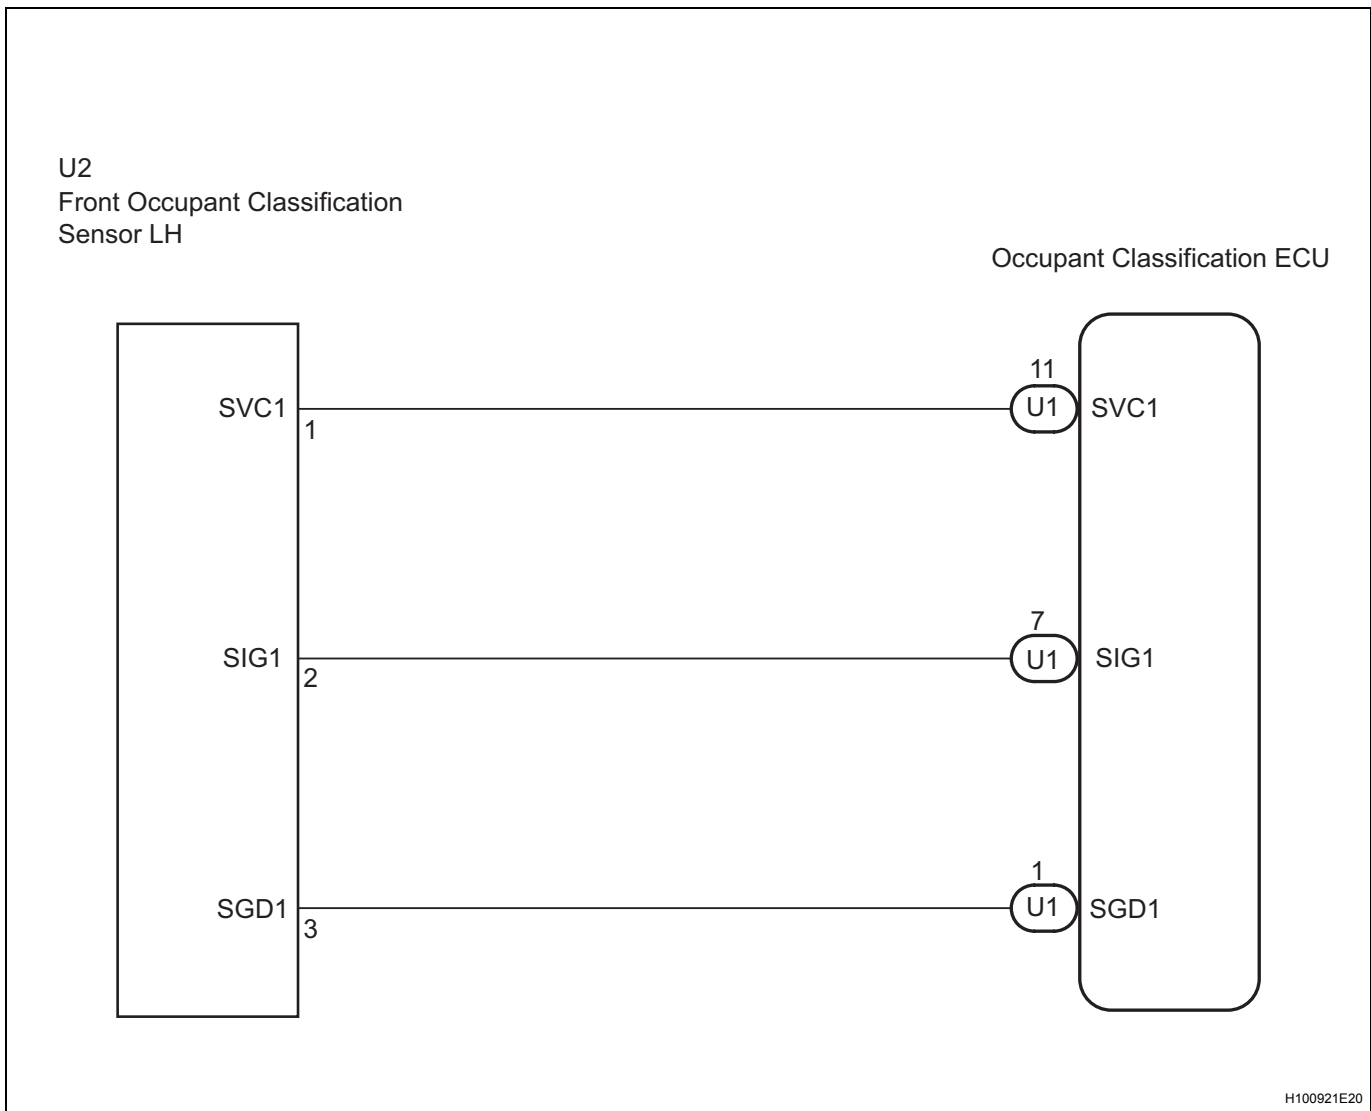 U2
Front Occupant Classification
Sensor LH
Occupant Classification ECU
SVC1
1
11
U1
SVC1
SIG1
2
7
U1
SIG1
SGD1
3
1
U1
SGD1
H100921E20